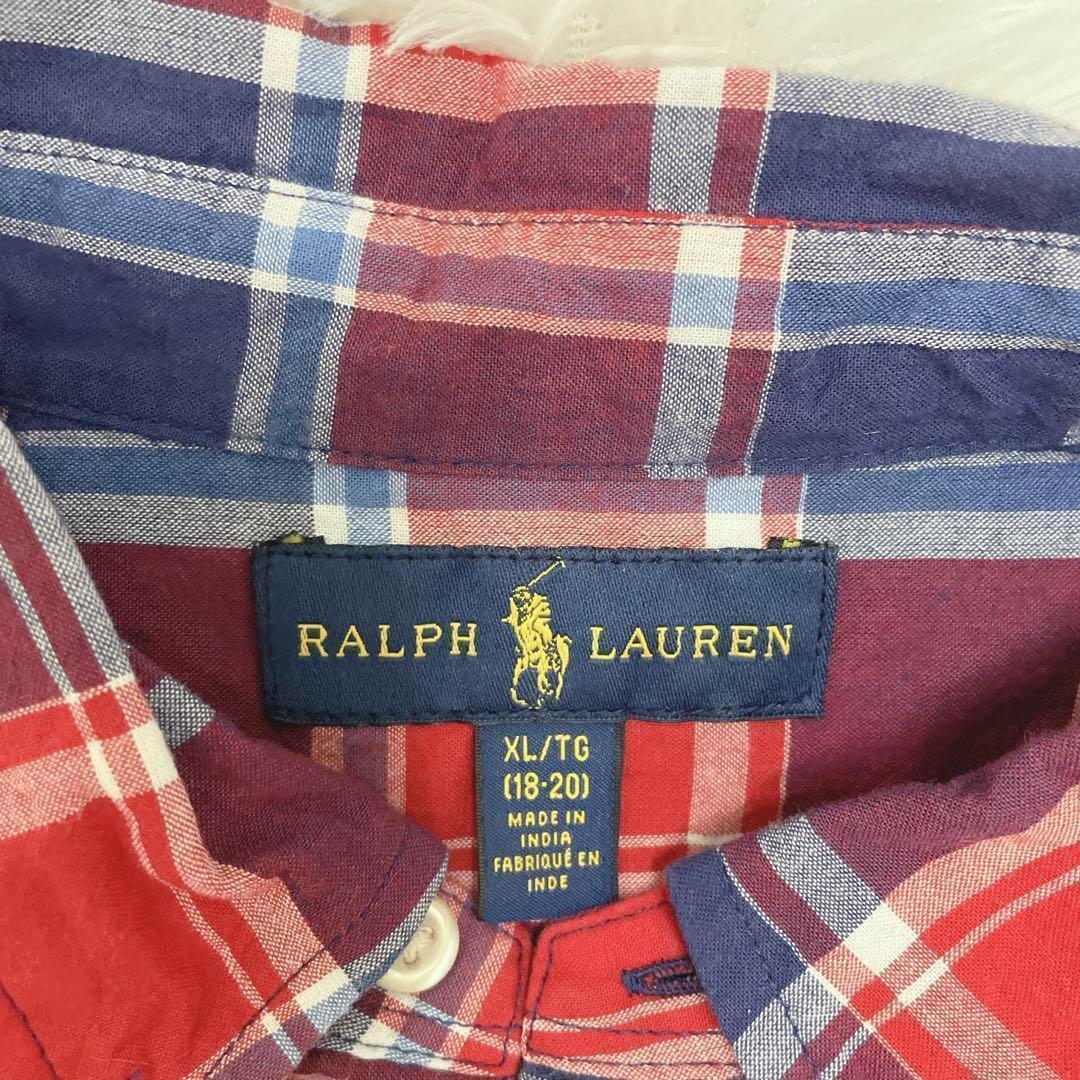 RALPH LAUREN
XL/TG
(18-20)
MADE IN
INDIA
FABRIQUÉ EN
INDE